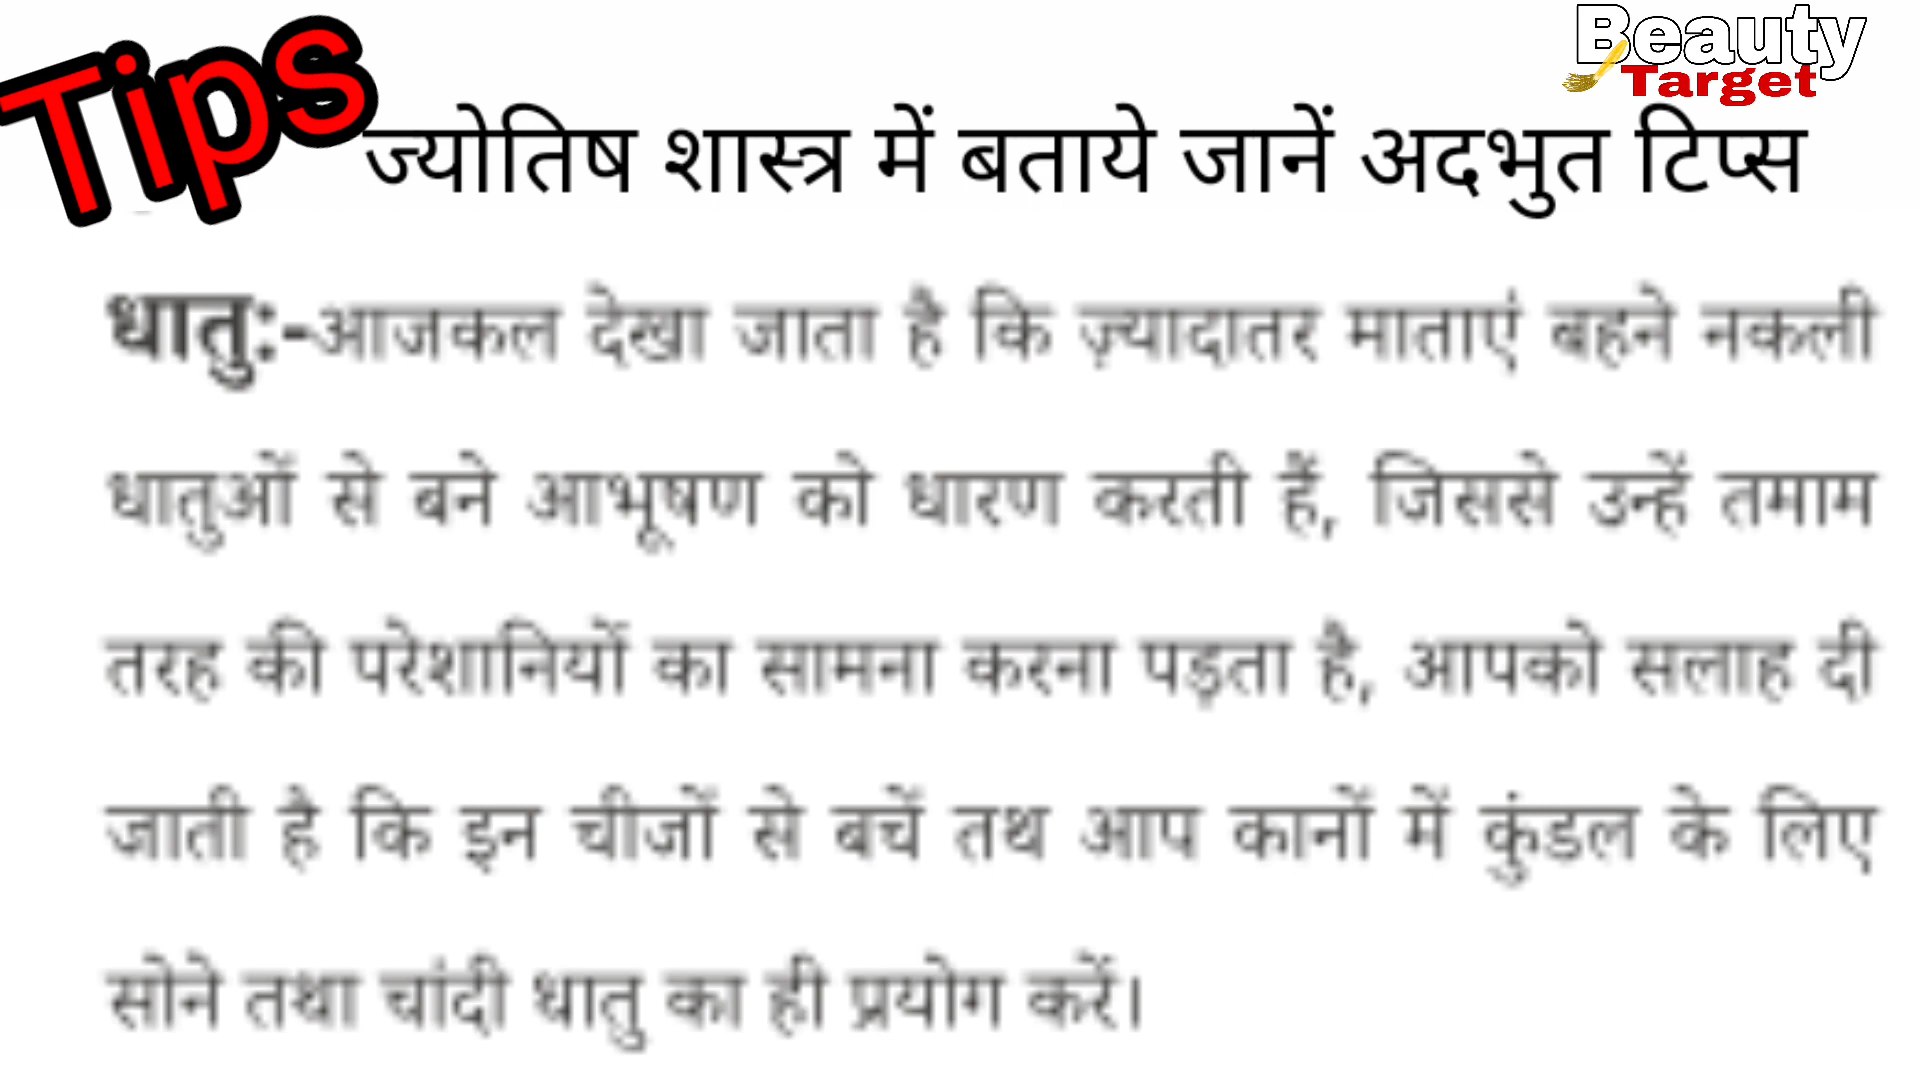 Tips
Beauty
Target
ज्योतिष शास्त्र में बताये जानें अदभुत टिप्स
धातु:-आजकल देखा जाता है कि ज़्यादातर माताएं बहने नकली
धातुओं से बने आभूषण को धारण करती हैं, जिससे उन्हें तमाम
तरह की परेशानियों का सामना करना पड़ता है, आपको सलाह दी
जाती है कि इन चीजों से बचें तथ आप कानों में कुंडल के लिए
सोने तथा चांदी धातु का ही प्रयोग करें।